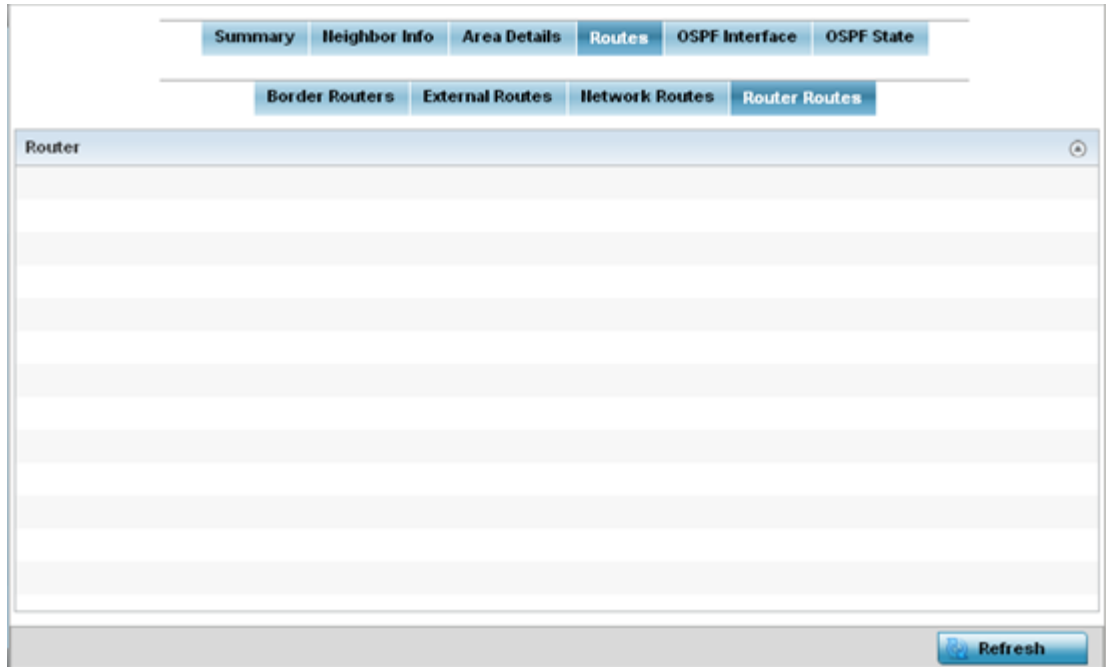 Summary Neighbor Info Area Details Routes OSPF Interface OSPF State
Border Routers External Routes Network Routes Router Routes
Router
Refresh